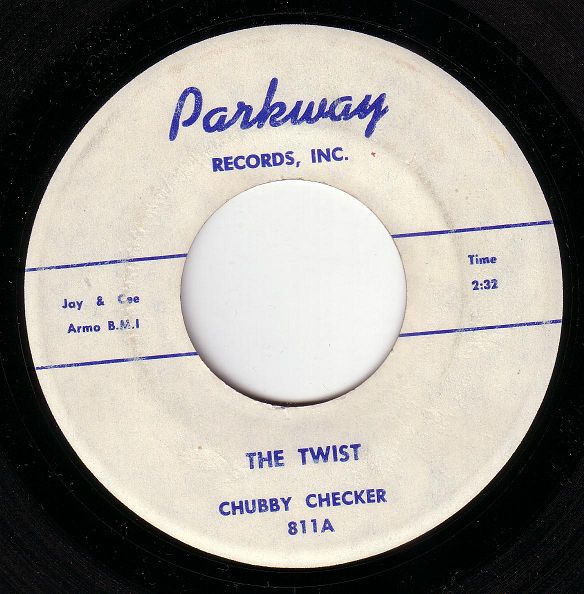 Parkway
RECORDS, INC.
Jay & Cee
Armo B.M.I
Time
2:32
THE TWIST
CHUBBY CHECKER
811A